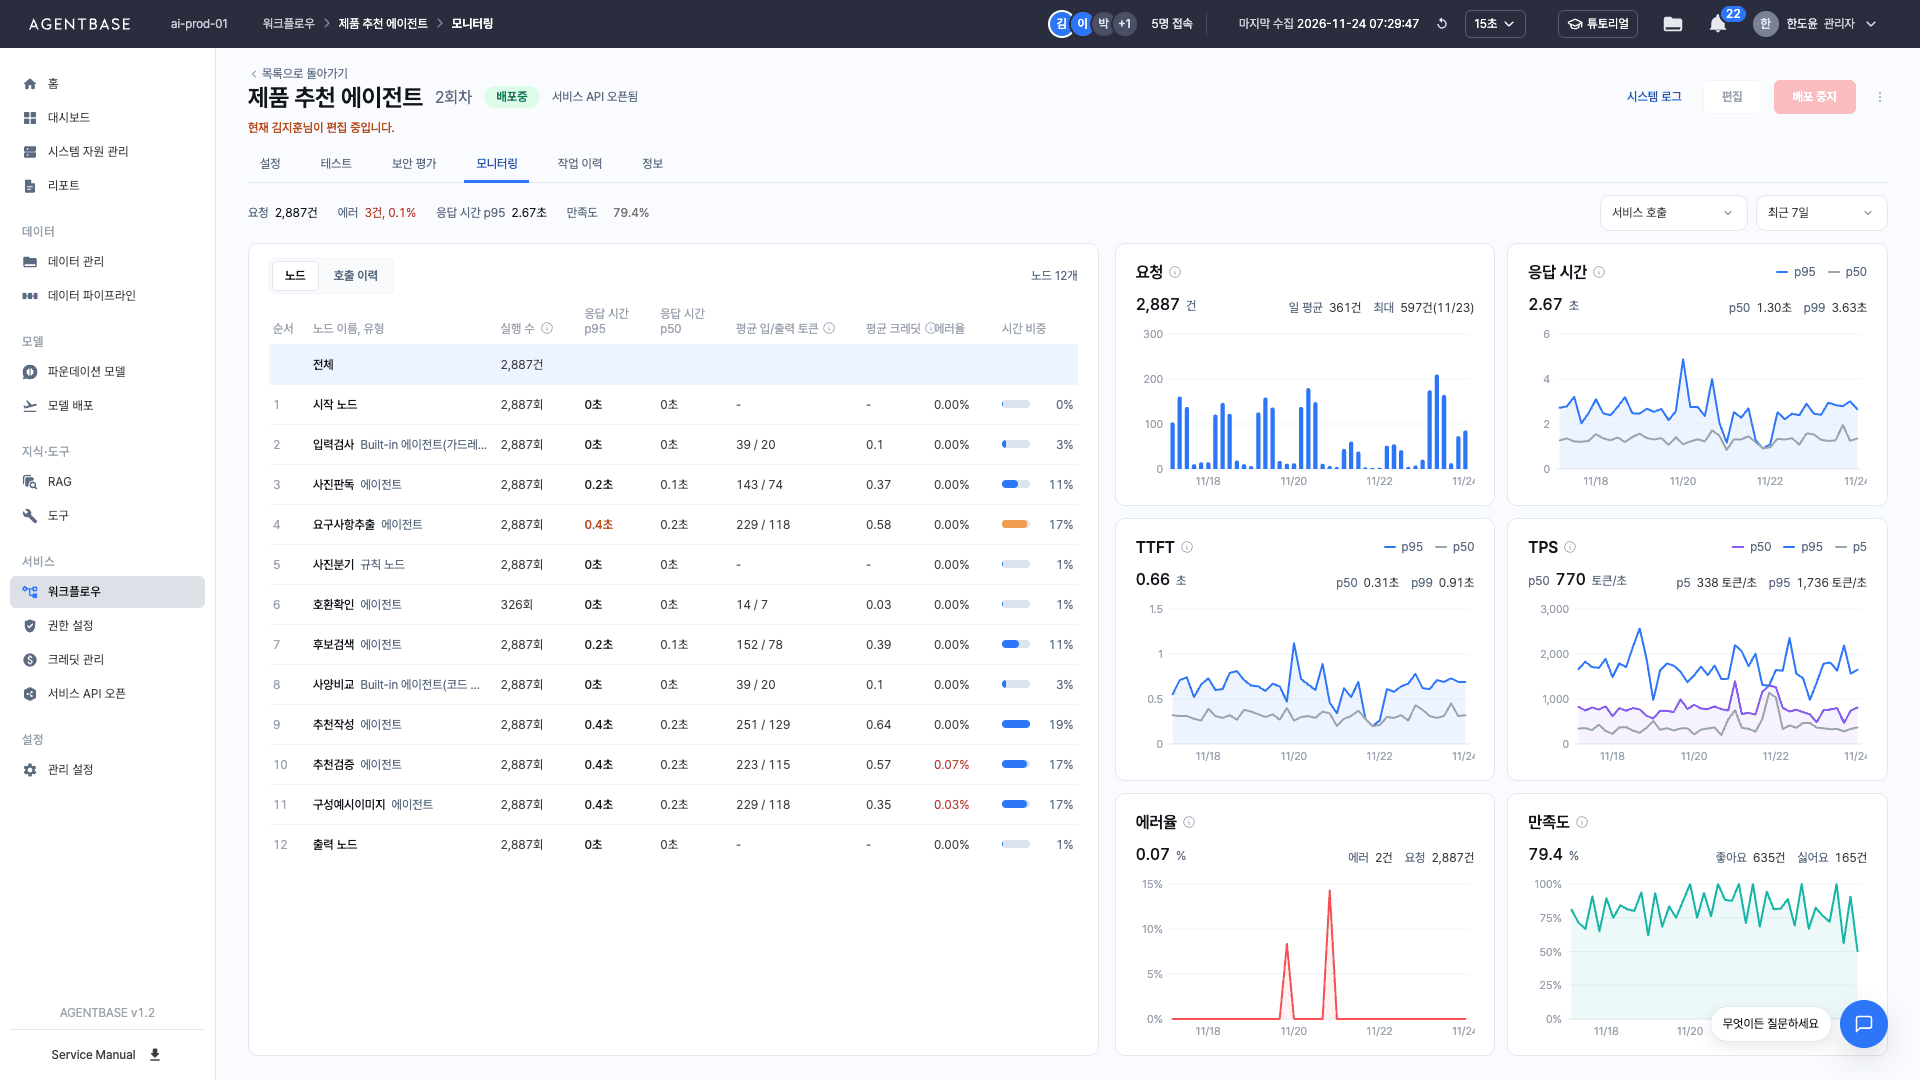 AGENTBASE
ai-prod-01
워크플로우 > 제품 추천 에이전트 > 모니터링
김 이 박 +1 5명 접속
마지막 수집 2026-11-24 07:29:47
15초
튜토리얼
22
한 한도윤 관리자
홈
대시보드
시스템 자원 관리
리포트
데이터
데이터 관리
데이터 파이프라인
모델
파운데이션 모델
모델 배포
지식·도구
RAG
도구
서비스
워크플로우
권한 설정
크레딧 관리
서비스 API 오픈
설정
관리 설정
AGENTBASE v1.2
Service Manual
목록으로 돌아가기
제품 추천 에이전트 2회차 배포중 서비스 API 오픈됨
현재 김지훈님이 편집 중입니다.
시스템 로그 편집 배포 중지
설정 테스트 보안 평가 모니터링 작업 이력 정보
요청 2,887건 에러 3건, 0.1% 응답 시간 p95 2.67초 만족도 79.4%
서비스 호출 최근 7일
노드 호출 이력 노드 12개
순서 노드 이름, 유형 실행 수 응답 시간 p95 응답 시간 p50 평균 입/출력 토큰 평균 크레딧 에러율 시간 비중
전체 2,887건
1 시작 노드 2,887회 0초 0초 - - 0.00% 0%
2 입력검사 Built-in 에이전트(가드레... 2,887회 0초 0초 39 / 20 0.1 0.00% 3%
3 사진판독 에이전트 2,887회 0.2초 0.1초 143 / 74 0.37 0.00% 11%
4 요구사항추출 에이전트 2,887회 0.4초 0.2초 229 / 118 0.58 0.00% 17%
5 사진분기 규칙 노드 2,887회 0초 0초 - - 0.00% 1%
6 호환확인 에이전트 326회 0초 0초 14 / 7 0.03 0.00% 1%
7 후보검색 에이전트 2,887회 0.2초 0.1초 152 / 78 0.39 0.00% 11%
8 사양비교 Built-in 에이전트(코드 ... 2,887회 0초 0초 39 / 20 0.1 0.00% 3%
9 추천작성 에이전트 2,887회 0.4초 0.2초 251 / 129 0.64 0.00% 19%
10 추천검증 에이전트 2,887회 0.4초 0.2초 223 / 115 0.57 0.07% 17%
11 구성예시이미지 에이전트 2,887회 0.4초 0.2초 229 / 118 0.35 0.03% 17%
12 출력 노드 2,887회 0초 0초 - - 0.00% 1%
요청
2,887 건 일 평균 361건 최대 597건(11/23)
300
200
100
0
11/18 11/20 11/22 11/24
응답 시간 p95 p50
2.67 초 p50 1.30초 p99 3.63초
6
4
2
0
11/18 11/20 11/22 11/24
TTFT p95 p50
0.66 초 p50 0.31초 p99 0.91초
1.5
1
0.5
0
11/18 11/20 11/22 11/24
TPS p50 p95 p5
p50 770 토큰/초 p5 338 토큰/초 p95 1,736 토큰/초
3,000
2,000
1,000
0
11/18 11/20 11/22 11/24
에러율
0.07 % 에러 2건 요청 2,887건
15%
10%
5%
0%
11/18 11/20 11/22 11/24
만족도
79.4 % 좋아요 635건 싫어요 165건
100%
75%
50%
25%
0%
11/18 11/20
무엇이든 질문하세요